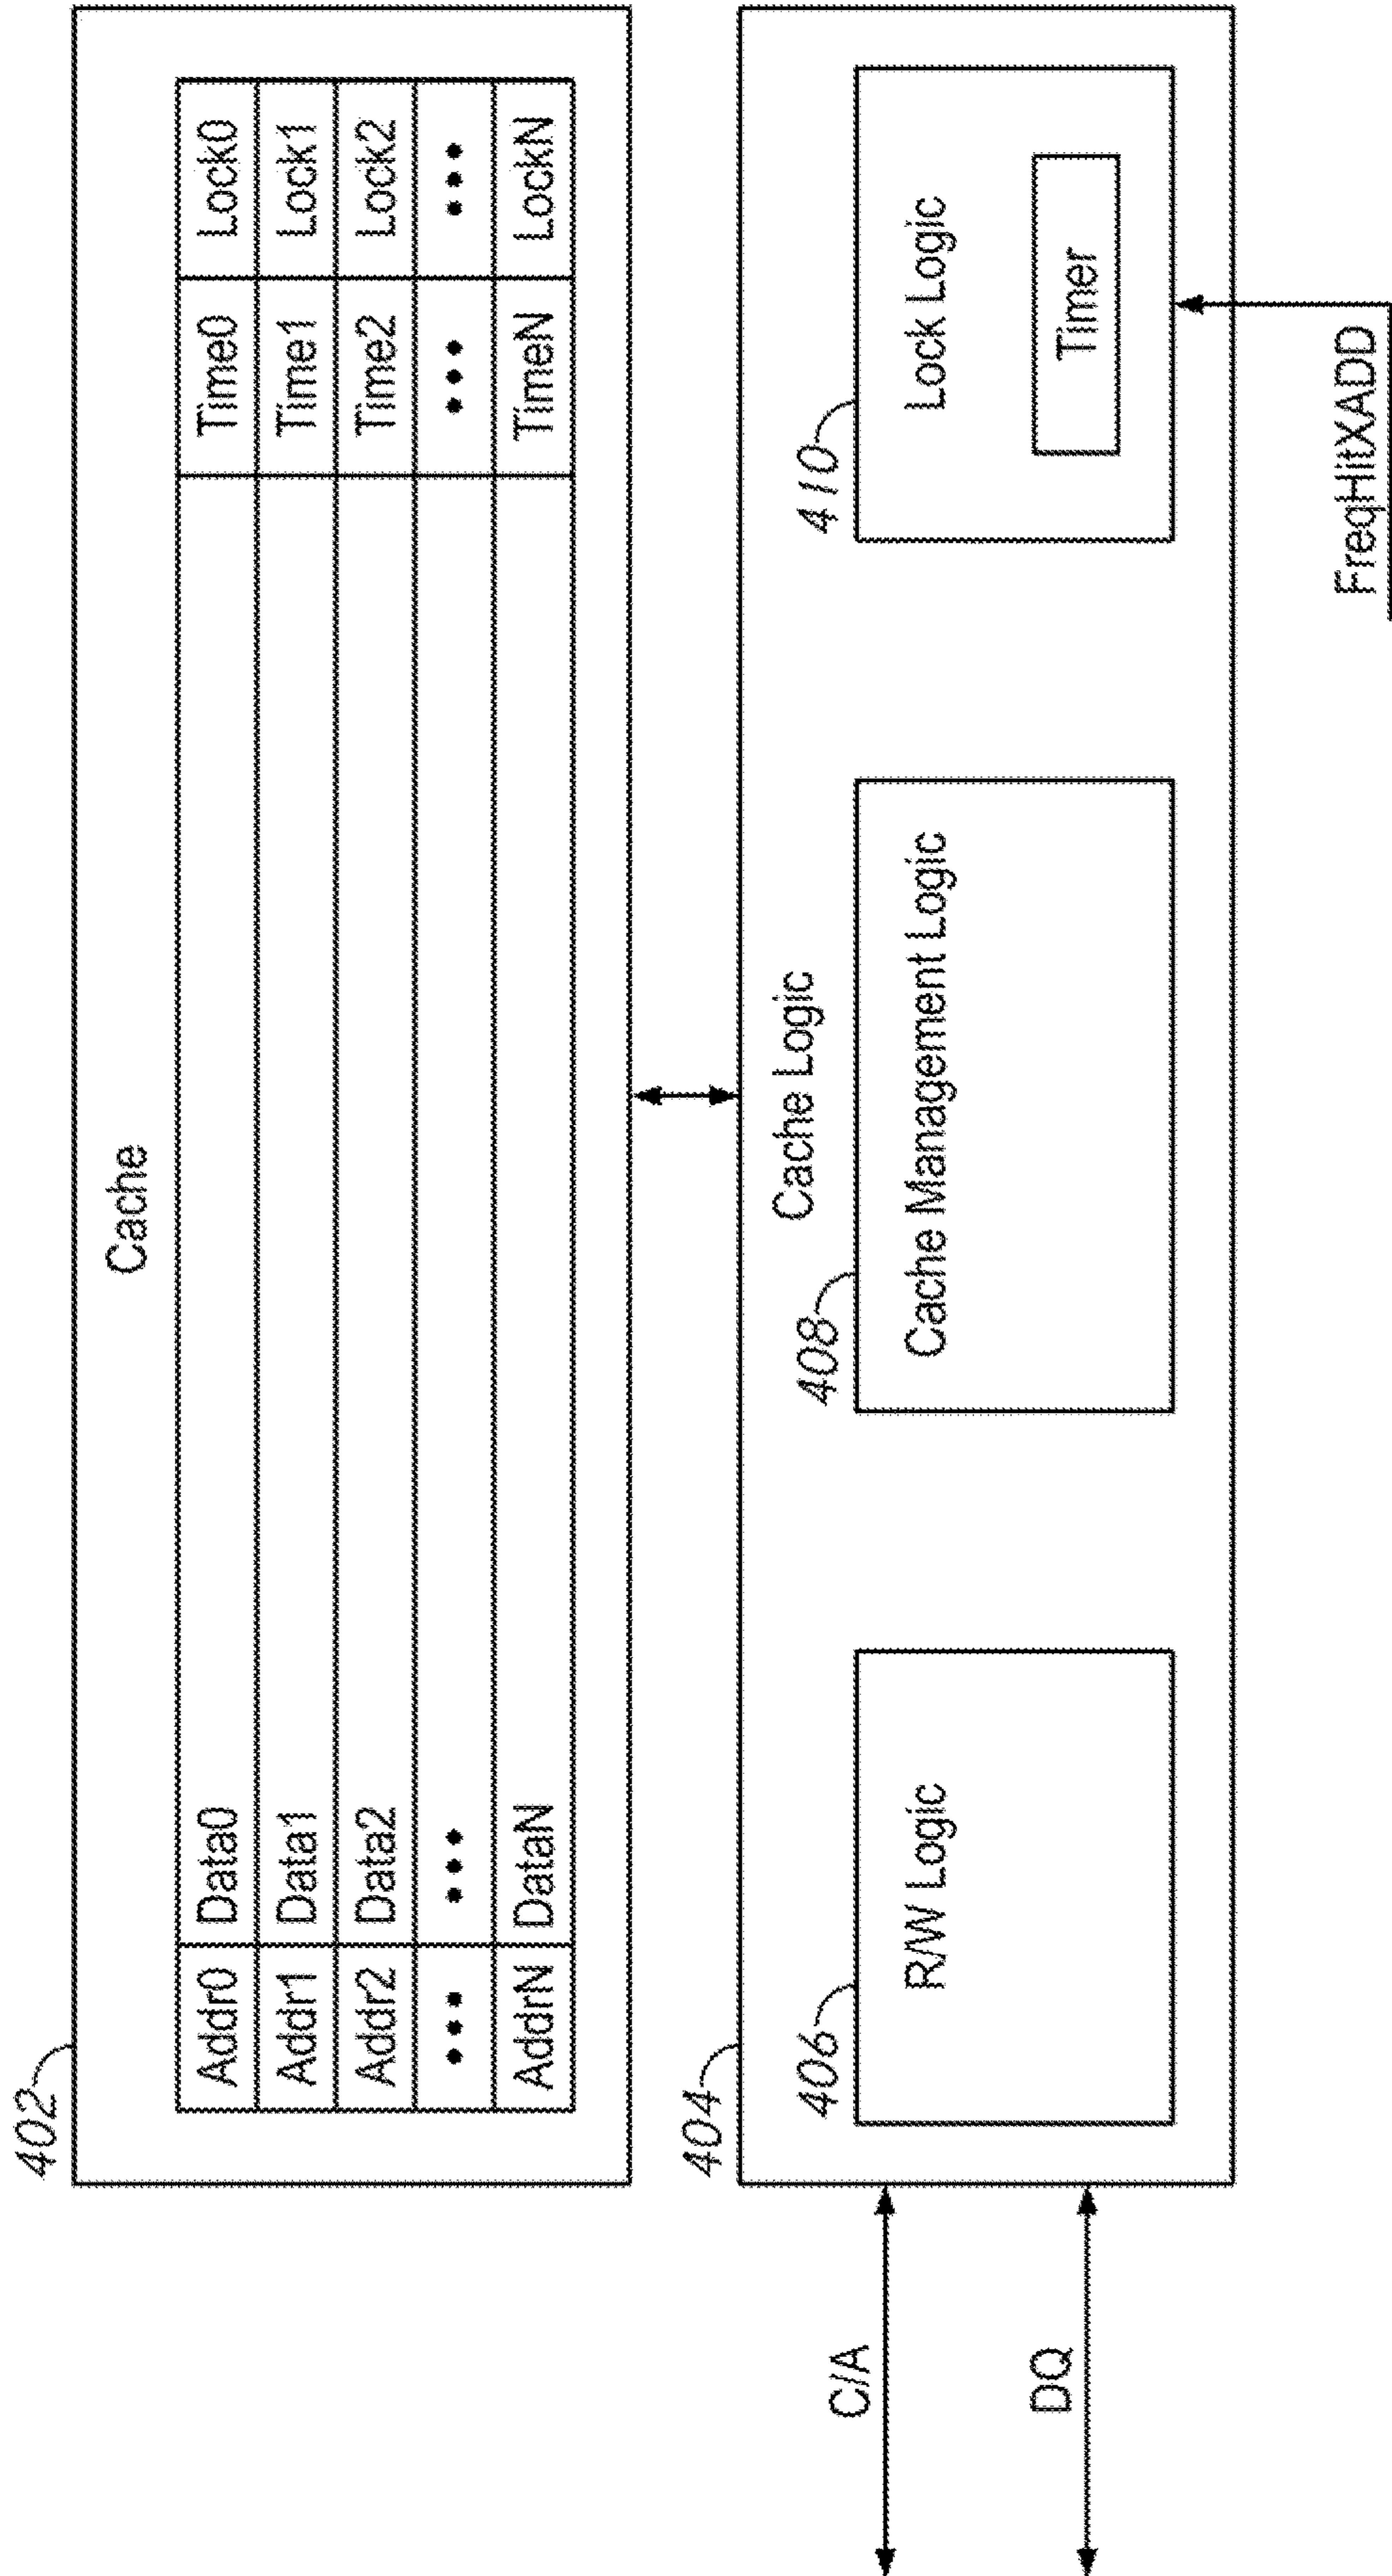 402
Cache
Addr0 Data0 Time0 Lock0
Addr1 Data1 Time1 Lock1
Addr2 Data2 Time2 Lock2
••• ••• ••• •••
AddrN DataN TimeN LockN
404
Cache Logic
C/A
DQ
406
R/W Logic
408
Cache Management Logic
410
Lock Logic
Timer
FreqHitXADD